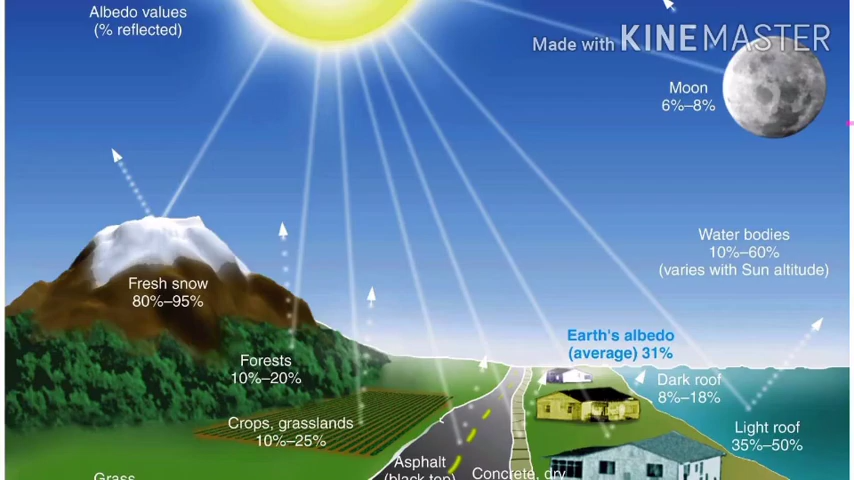 Albedo values
(% reflected)
Made with KINEMASTER
Moon
6%–8%
Water bodies
10%–60%
(varies with Sun altitude)
Fresh snow
80%–95%
Earth's albedo
(average) 31%
Forests
10%–20%
Dark roof
8%–18%
Crops, grasslands
10%–25%
Light roof
35%–50%
Asphalt
(black top)
Concrete, dry
Grass